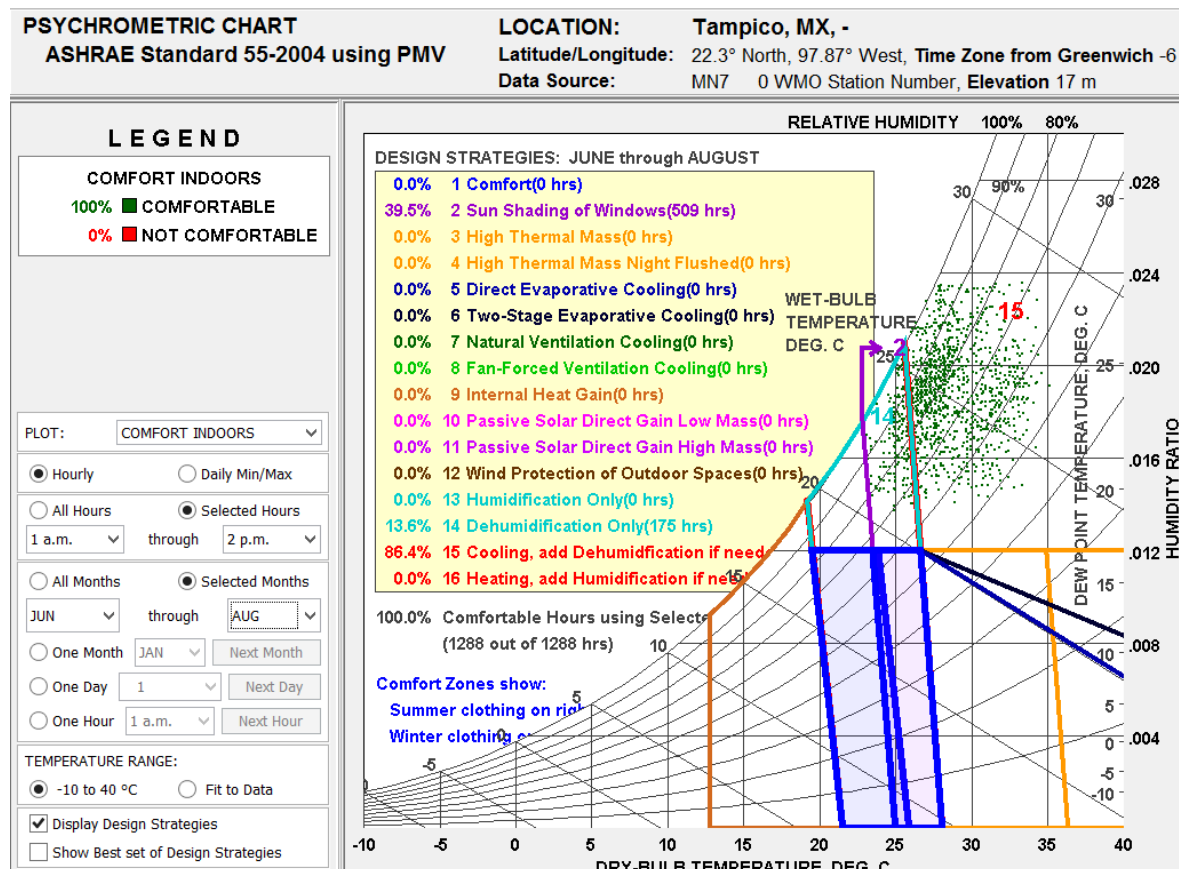 PSYCHROMETRIC CHART
ASHRAE Standard 55-2004 using PMV
LOCATION: Tampico, MX, -
Latitude/Longitude: 22.3° North, 97.87° West, Time Zone from Greenwich -6
Data Source: MN7 0 WMO Station Number, Elevation 17 m
LEGEND
COMFORT INDOORS
100% COMFORTABLE
0% NOT COMFORTABLE
PLOT: COMFORT INDOORS
Hourly Daily Min/Max
All Hours Selected Hours
1 a.m. through 2 p.m.
All Months Selected Months
JUN through AUG
One Month JAN Next Month
One Day 1 Next Day
One Hour 1 a.m. Next Hour
TEMPERATURE RANGE:
-10 to 40 °C Fit to Data
Display Design Strategies
Show Best set of Design Strategies
RELATIVE HUMIDITY 100% 80%
DESIGN STRATEGIES: JUNE through AUGUST
0.0% 1 Comfort(0 hrs)
39.5% 2 Sun Shading of Windows(509 hrs)
0.0% 3 High Thermal Mass(0 hrs)
0.0% 4 High Thermal Mass Night Flushed(0 hrs)
0.0% 5 Direct Evaporative Cooling(0 hrs)
0.0% 6 Two-Stage Evaporative Cooling(0 hrs)
0.0% 7 Natural Ventilation Cooling(0 hrs)
0.0% 8 Fan-Forced Ventilation Cooling(0 hrs)
0.0% 9 Internal Heat Gain(0 hrs)
0.0% 10 Passive Solar Direct Gain Low Mass(0 hrs)
0.0% 11 Passive Solar Direct Gain High Mass(0 hrs)
0.0% 12 Wind Protection of Outdoor Spaces(0 hrs)
0.0% 13 Humidification Only(0 hrs)
13.6% 14 Dehumidification Only(175 hrs)
86.4% 15 Cooling, add Dehumidfication if need
0.0% 16 Heating, add Humidification if nee
100.0% Comfortable Hours using Selecte
(1288 out of 1288 hrs)
Comfort Zones show:
Summer clothing on rig
Winter clothing o
WET-BULB
TEMPERATURE
DEG. C
90%
30
25
20
15
10
5
0
-5
2
14
15
DEW POINT TEMPERATURE, DEG. C
30
25
20
15
10
5
0
-5
-10
.028
.024
.020
.016
.012
.008
.004
HUMIDITY RATIO
-10 -5 0 5 10 15 20 25 30 35 40
DRY-BULB TEMPERATURE, DEG. C